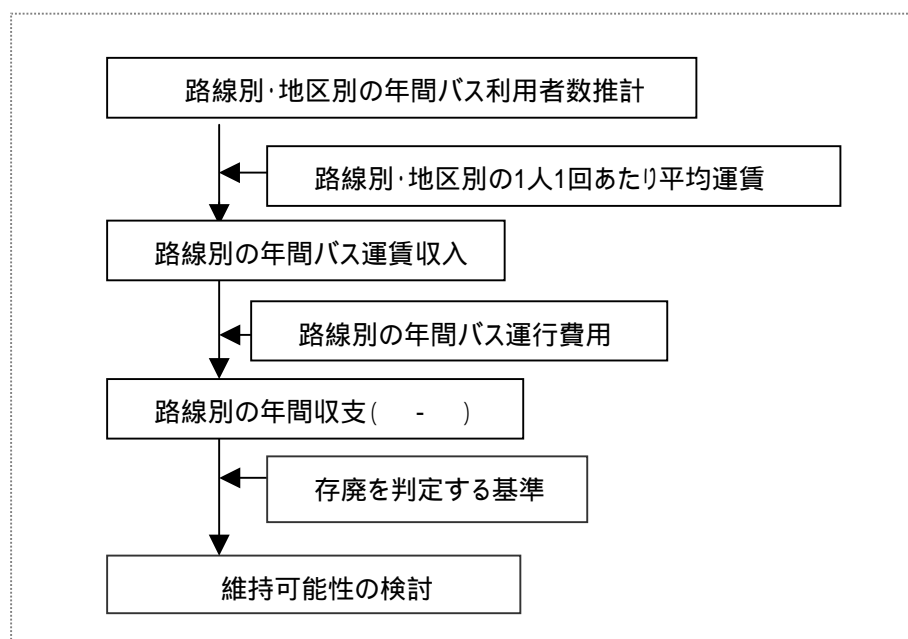 路線別・地区別の年間バス利用者数推計
路線別・地区別の1人1回あたり平均運賃
路線別の年間バス運賃収入
路線別の年間バス運行費用
路線別の年間収支( - )
存廃を判定する基準
維持可能性の検討